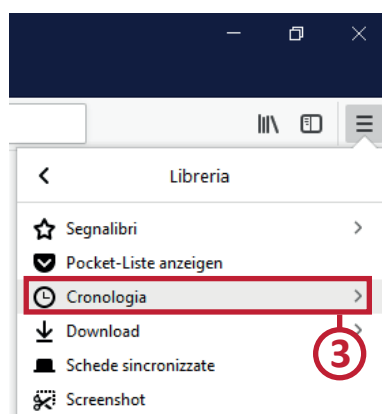 Libreria
Segnalibri
Pocket-Liste anzeigen
Cronologia
Download
3
Schede sincronizzate
Screenshot